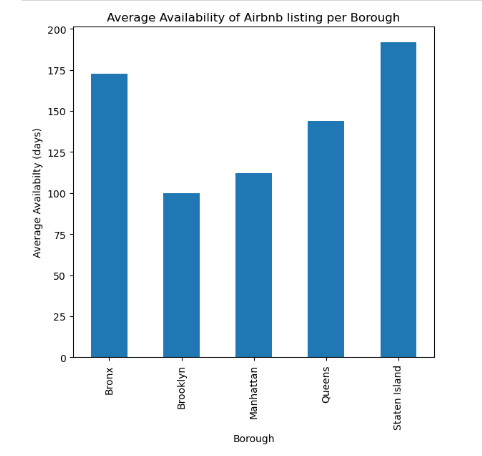 Average Availability of Airbnb listing per Borough
200
175
150
125
100
75
50
25
0
Average Availabilty (days)
Bronx
Brooklyn
Manhattan
Queens
Staten Island
Borough